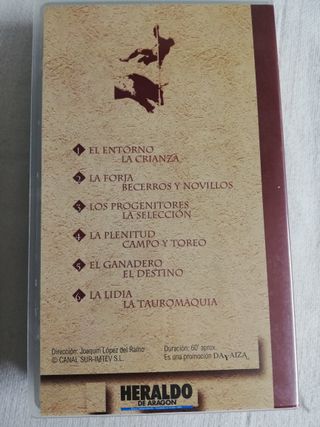 1 EL ENTORNO
LA CRIANZA
2 LA FORJA
BECERROS Y NOVILLOS
3 LOS PROGENITORES
LA SELECCIÓN
4 LA PLENITUD
CAMPO Y TOREO
5 EL GANADERO
EL DESTINO
6 LA LIDIA
LA TAUROMAQUIA
Dirección: Joaquín López del Ramo
© CANAL SUR-IMTEV S.L.
Duración: 60' aprox.
Es una promoción DAYAIZA
HERALDO
DE ARAGON